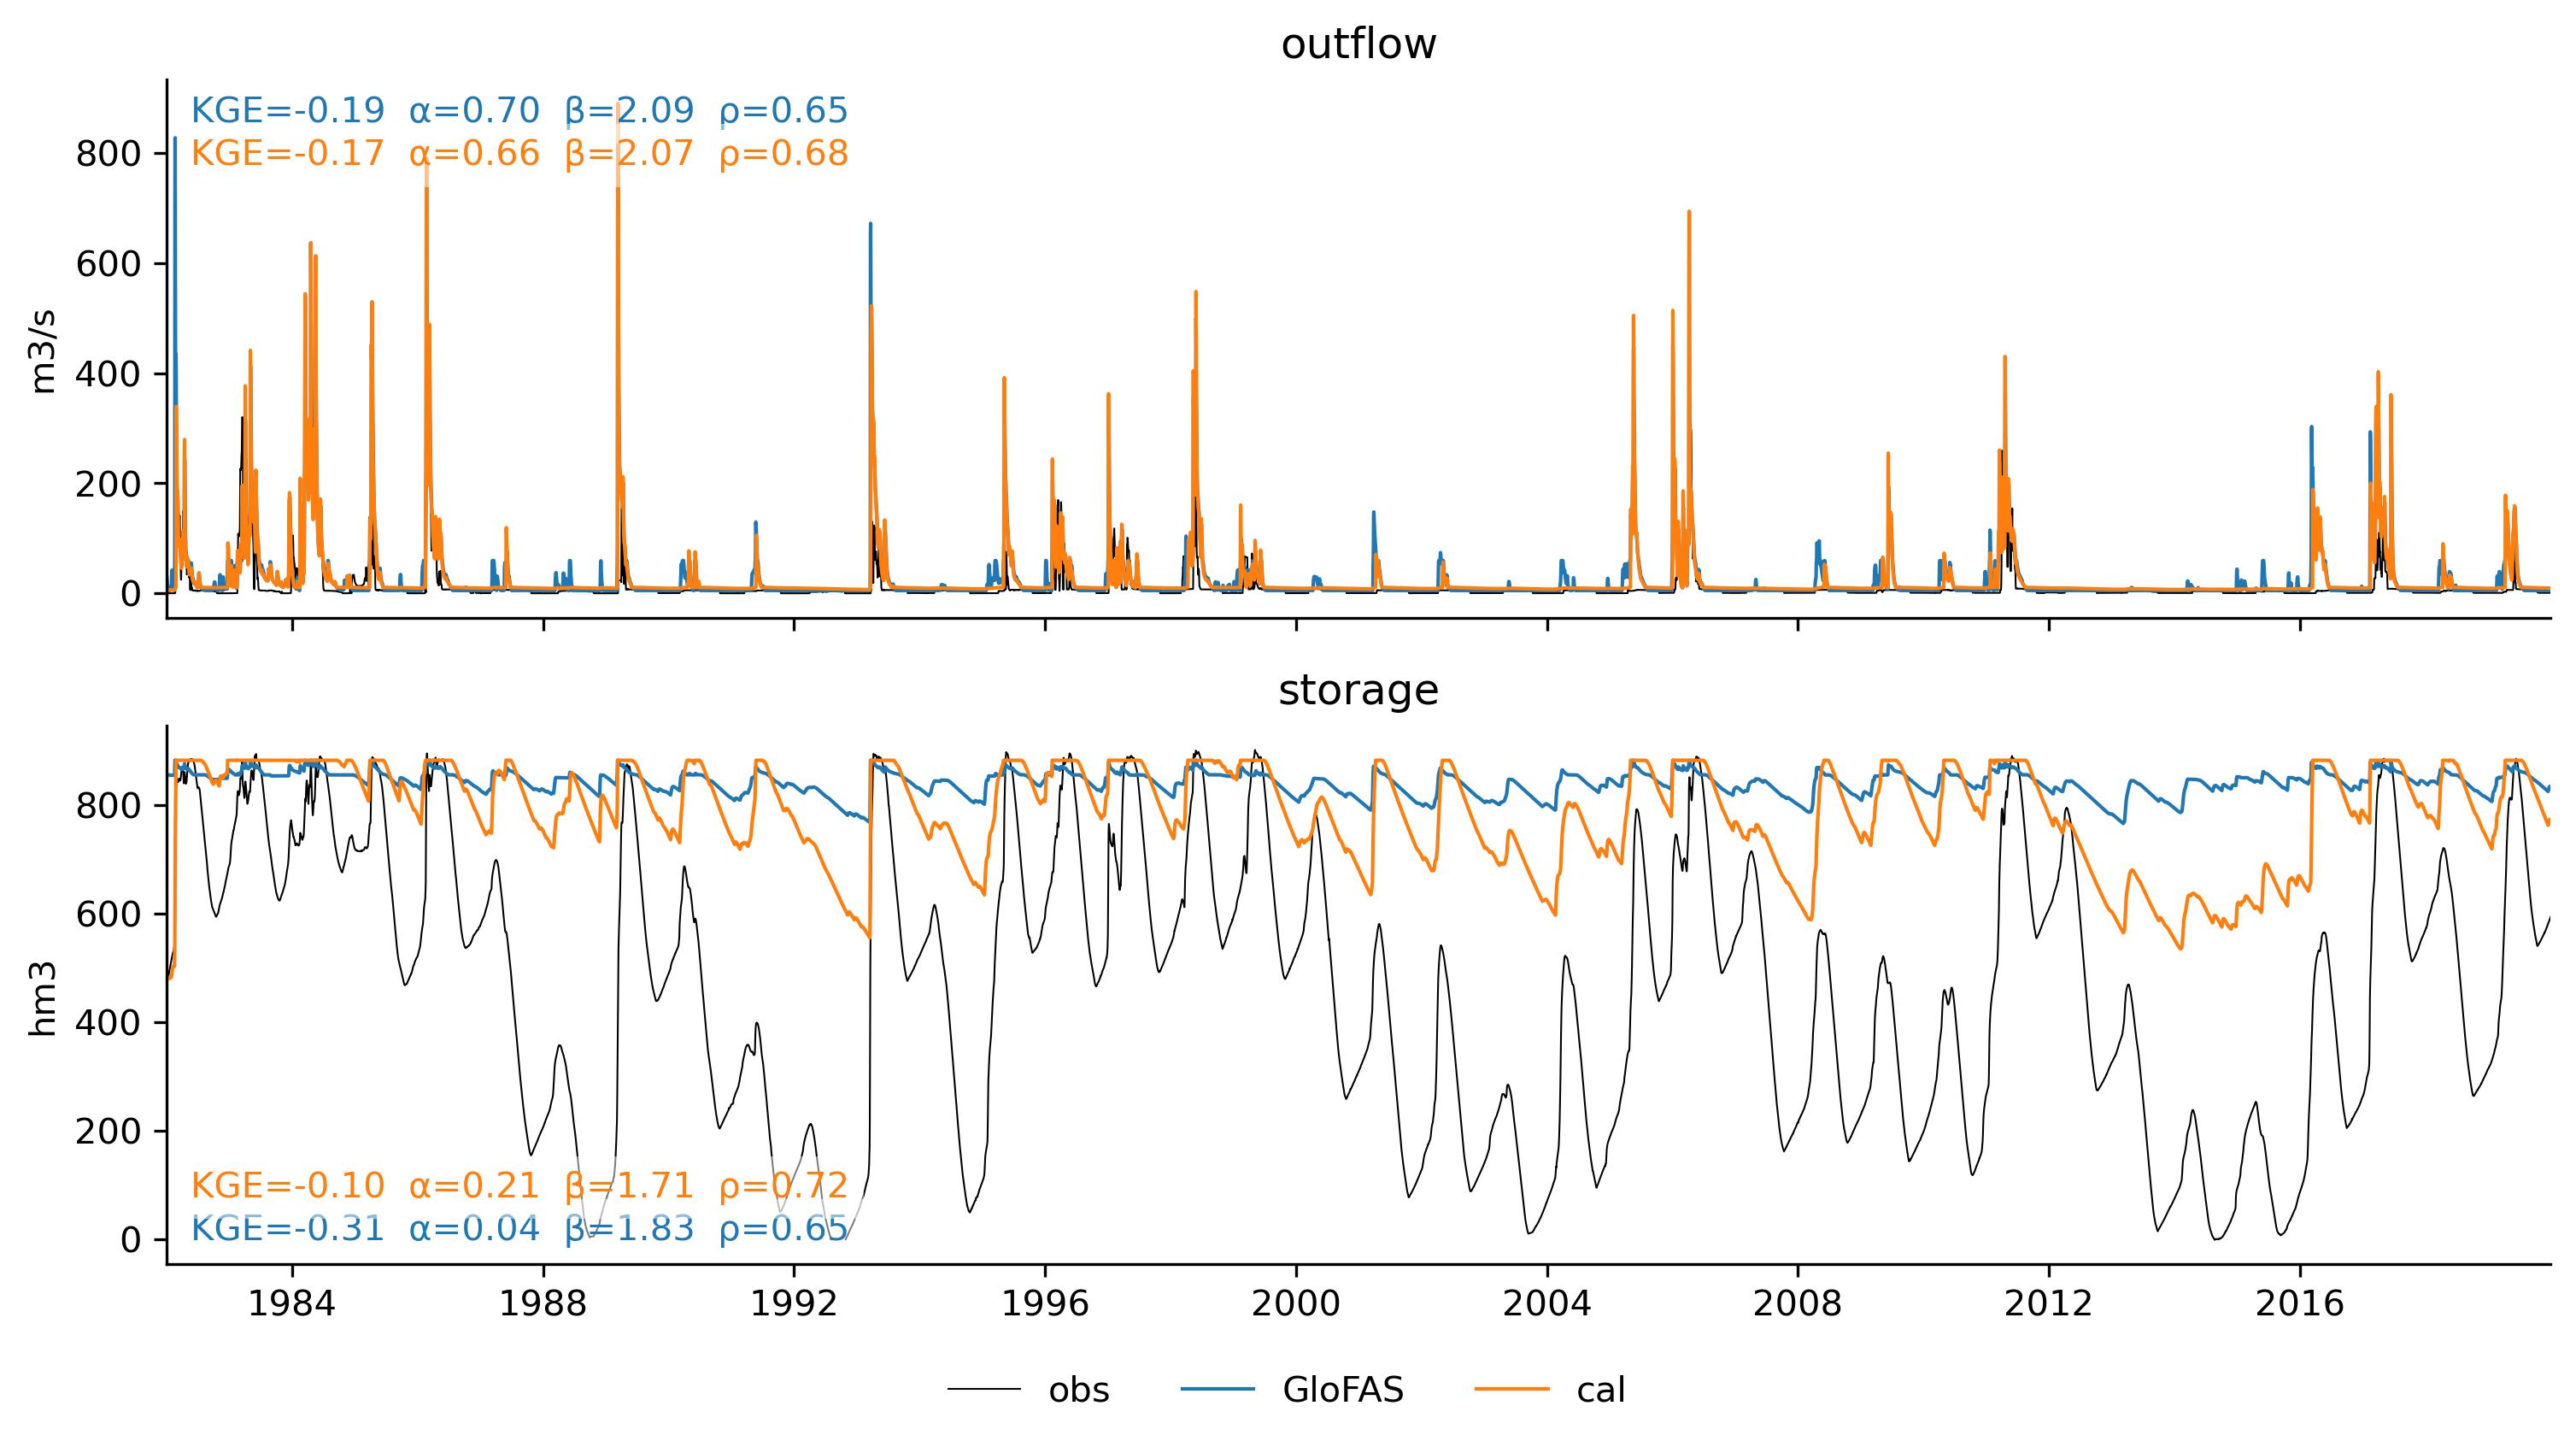 outflow
KGE=-0.19 α=0.70 β=2.09 ρ=0.65
KGE=-0.17 α=0.66 β=2.07 ρ=0.68
800
600
400
200
0
m3/s
storage
800
600
400
200
0
hm3
KGE=-0.10 α=0.21 β=1.71 ρ=0.72
KGE=-0.31 α=0.04 β=1.83 ρ=0.65
1984 1988 1992 1996 2000 2004 2008 2012 2016
obs GloFAS cal